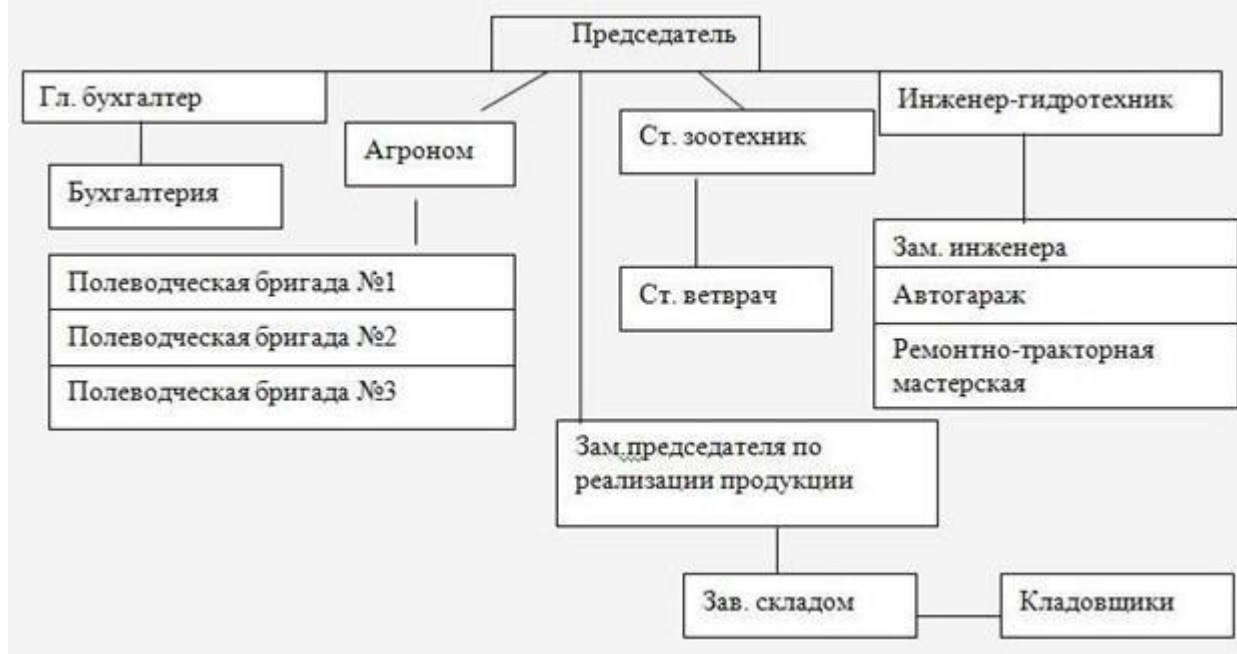 Председатель
Гл. бухгалтер
Инженер-гидротехник
Агроном
Ст. зоотехник
Бухгалтерия
Зам. инженера
Полеводческая бригада №1
Ст. ветврач
Автогараж
Полеводческая бригада №2
Ремонтно-тракторная
мастерская
Полеводческая бригада №3
Зам.председателя по
реализации продукции
Зав. складом
Кладовщики